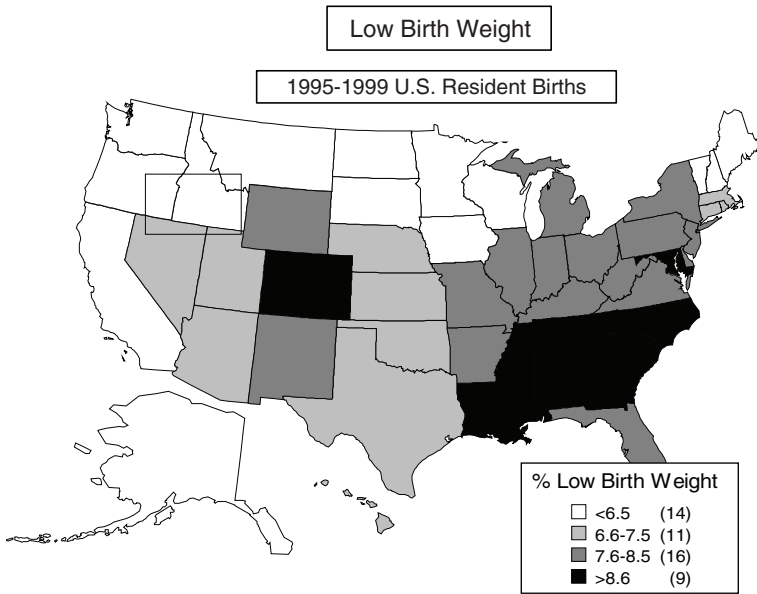 Low Birth Weight
1995-1999 U.S. Resident Births
% Low Birth Weight
<6.5 (14)
6.6-7.5 (11)
7.6-8.5 (16)
>8.6 (9)